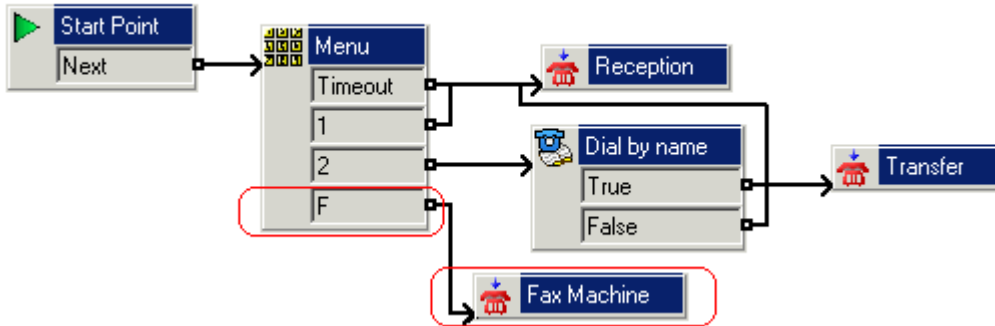 Start Point
Next
Menu
Timeout
1
2
F
Reception
Dial by name
True
False
Transfer
Fax Machine